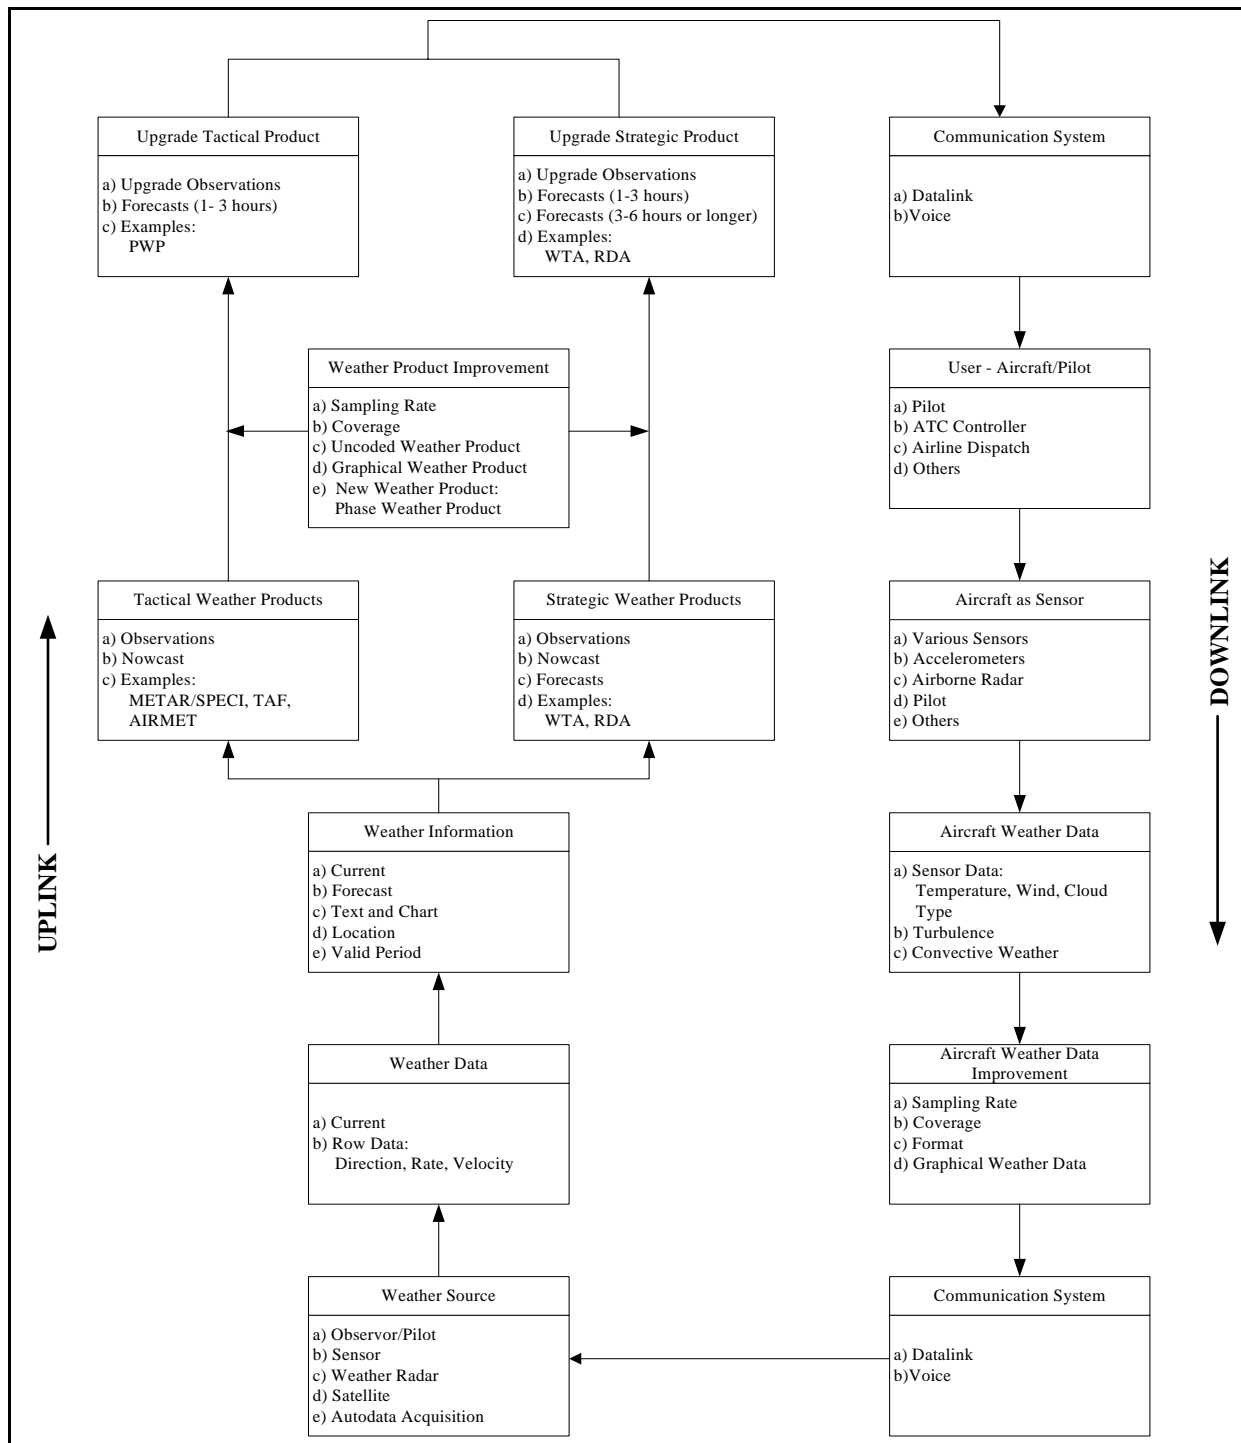 Upgrade Tactical Product
a) Upgrade Observations
b) Forecasts (1- 3 hours)
c) Examples:
PWP
Upgrade Strategic Product
a) Upgrade Observations
b) Forecasts (1-3 hours)
c) Forecasts (3-6 hours or longer)
d) Examples:
WTA, RDA
Communication System
a) Datalink
b)Voice
Weather Product Improvement
a) Sampling Rate
b) Coverage
c) Uncoded Weather Product
d) Graphical Weather Product
e) New Weather Product:
Phase Weather Product
User - Aircraft/Pilot
a) Pilot
b) ATC Controller
c) Airline Dispatch
d) Others
Tactical Weather Products
a) Observations
b) Nowcast
c) Examples:
METAR/SPECI, TAF,
AIRMET
Strategic Weather Products
a) Observations
b) Nowcast
c) Forecasts
d) Examples:
WTA, RDA
Aircraft as Sensor
a) Various Sensors
b) Accelerometers
c) Airborne Radar
d) Pilot
e) Others
UPLINK
DOWNLINK
Weather Information
a) Current
b) Forecast
c) Text and Chart
d) Location
e) Valid Period
Aircraft Weather Data
a) Sensor Data:
Temperature, Wind, Cloud
Type
b) Turbulence
c) Convective Weather
Weather Data
a) Current
b) Row Data:
Direction, Rate, Velocity
Aircraft Weather Data
Improvement
a) Sampling Rate
b) Coverage
c) Format
d) Graphical Weather Data
Weather Source
a) Observor/Pilot
b) Sensor
c) Weather Radar
d) Satellite
e) Autodata Acquisition
Communication System
a) Datalink
b)Voice